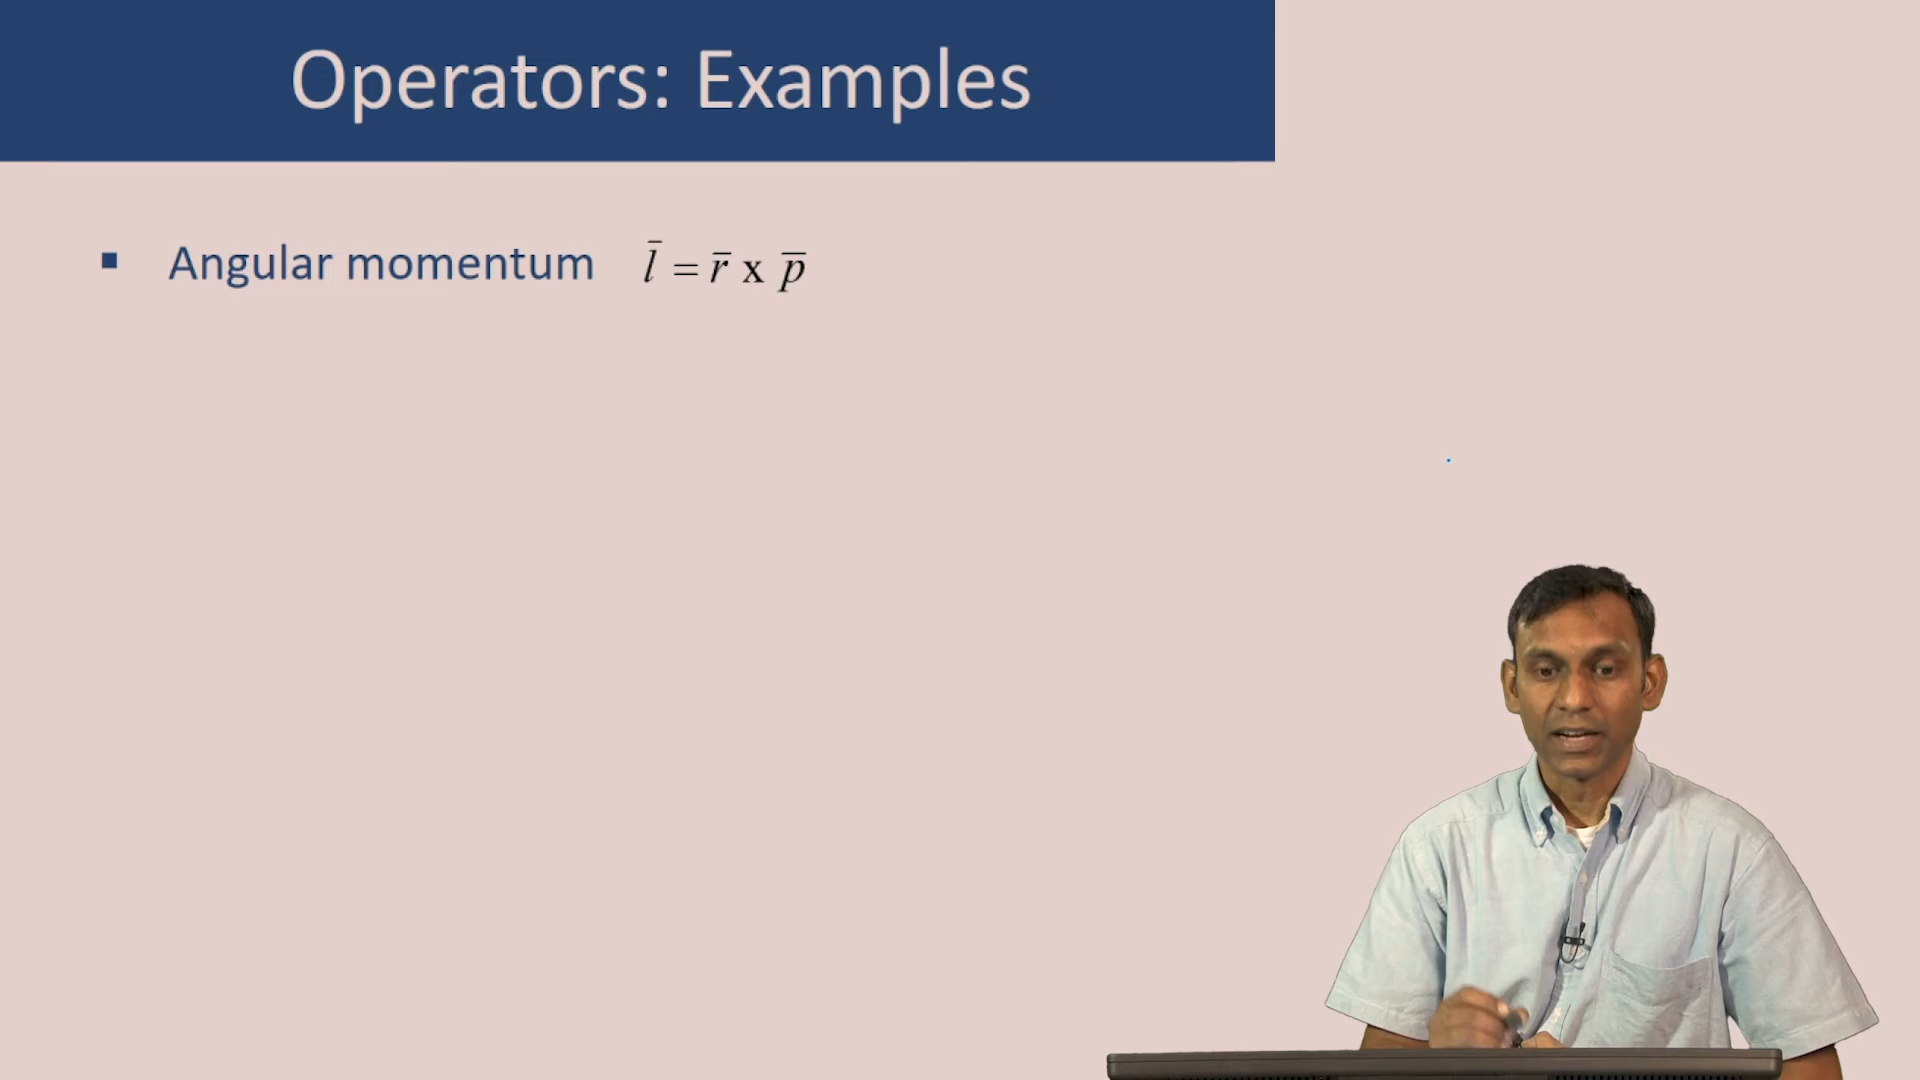 Operators: Examples
▪ Angular momentum l̄ = r̄ x p̄